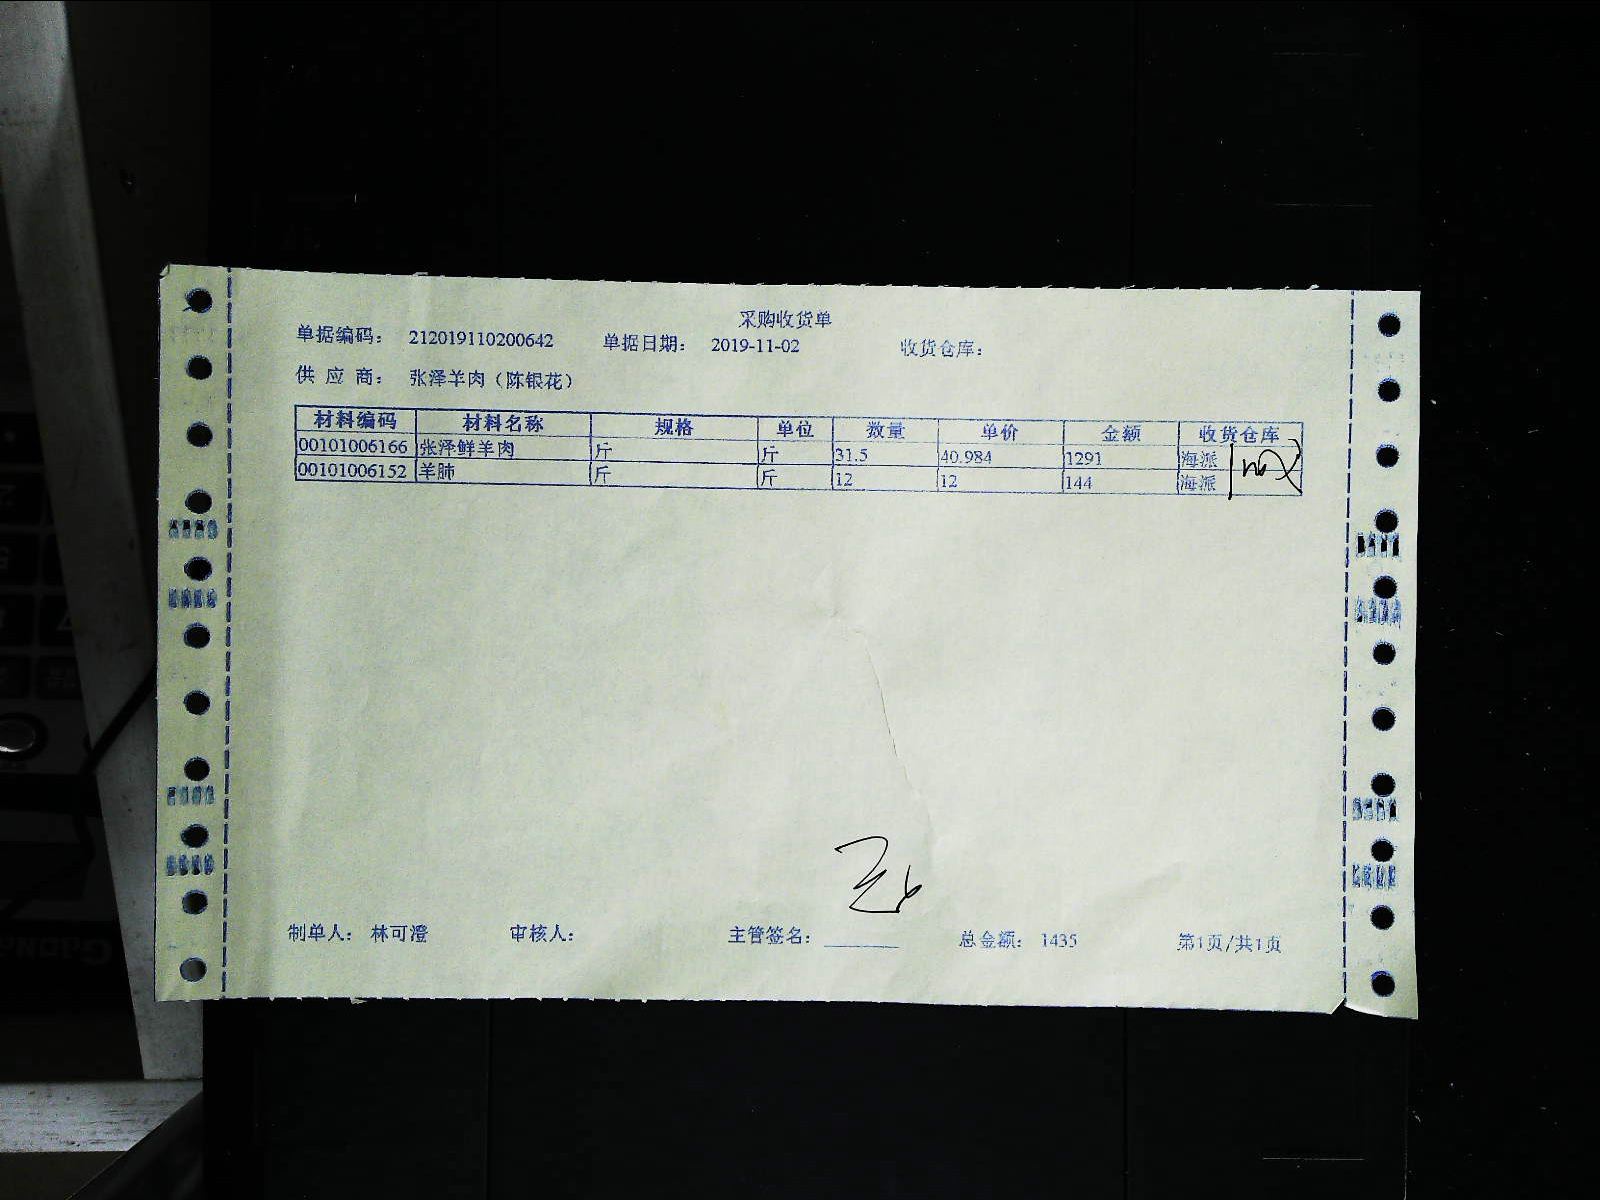 采购收货单
单据编码： 212019110200642 单据日期： 2019-11-02 收货仓库：
供 应 商： 张泽羊肉（陈银花）
材料编码 材料名称 规格 单位 数量 单价 金额 收货仓库
00101006166 张泽鲜羊肉 斤 斤 31.5 40.984 1291 海派
00101006152 羊肺 斤 斤 12 12 144 海派
制单人： 林可澄 审核人： 主管签名： 总金额： 1435 第1页/共1页